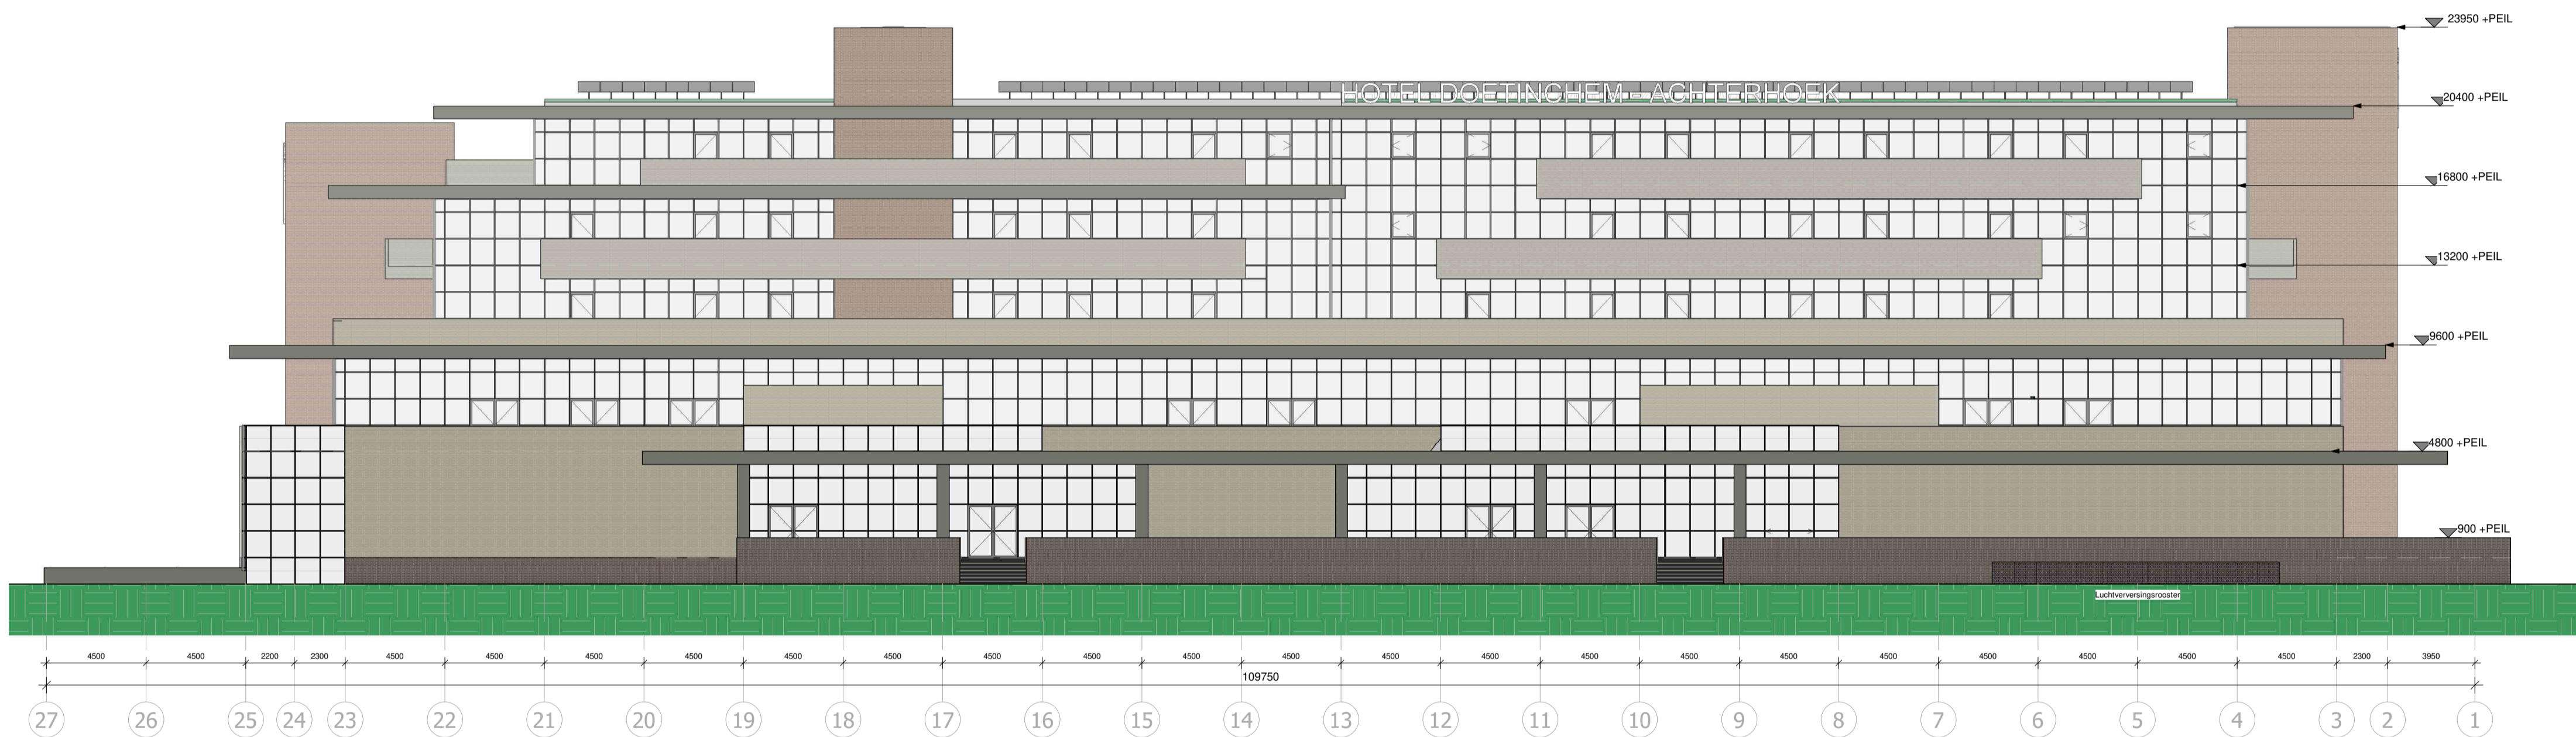 23950 +PEIL
HOTEL DOETINCHEM - ACHTERHOEK
20400 +PEIL
16800 +PEIL
13200 +PEIL
9600 +PEIL
4800 +PEIL
900 +PEIL
Luchtverversingsrooster
4500 4500 2200 2300 4500 4500 4500 4500 4500 4500 4500 4500 4500 4500 4500 4500 4500 4500 4500 4500 4500 4500 4500 4500 2300 3950
109750
27 26 25 24 23 22 21 20 19 18 17 16 15 14 13 12 11 10 9 8 7 6 5 4 3 2 1